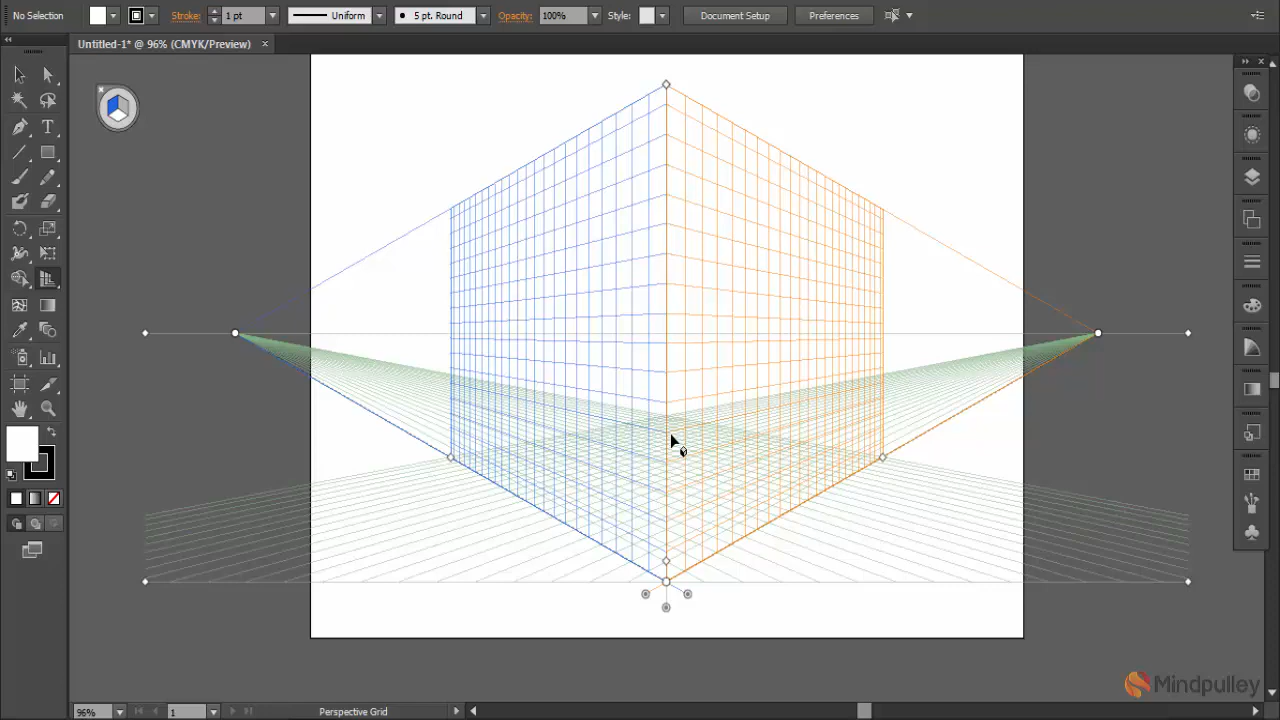 No Selection Stroke: 1 pt Uniform 5 pt. Round Opacity: 100% Style: Document Setup Preferences
Untitled-1* @ 96% (CMYK/Preview) ×
T
96% 1 Perspective Grid
Mindpulley